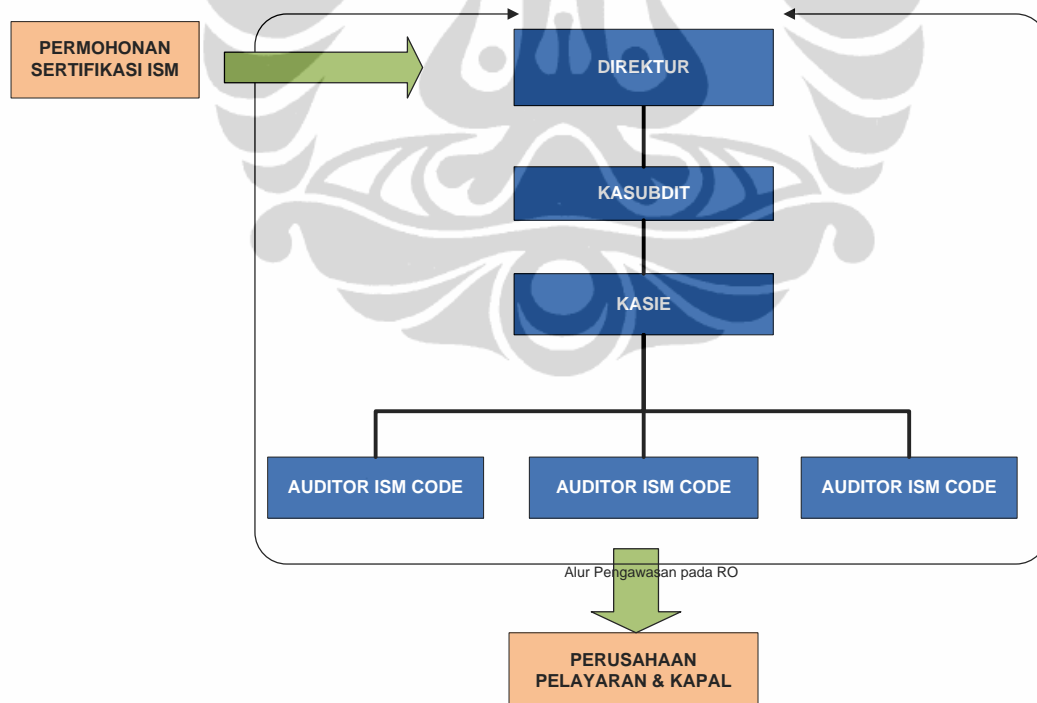 PERMOHONAN
SERTIFIKASI ISM
DIREKTUR
KASUBDIT
KASIE
AUDITOR ISM CODE
AUDITOR ISM CODE
AUDITOR ISM CODE
Alur Pengawasan pada RO
PERUSAHAAN
PELAYARAN & KAPAL